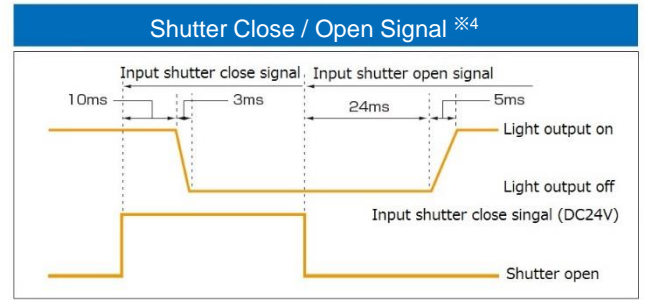 Shutter Close / Open Signal ※4
Input shutter close signal Input shutter open signal
10ms 3ms 24ms 5ms
Light output on
Light output off
Input shutter close singal (DC24V)
Shutter open